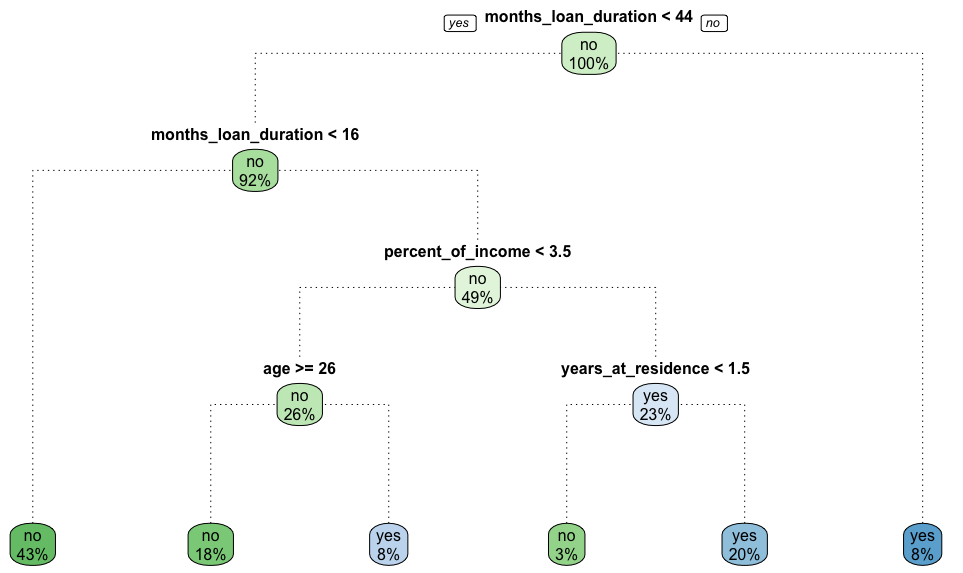 yes months_loan_duration < 44 no
no
100%
months_loan_duration < 16
no
92%
percent_of_income < 3.5
no
49%
age >= 26
no
26%
years_at_residence < 1.5
yes
23%
no
43%
no
18%
yes
8%
no
3%
yes
20%
yes
8%